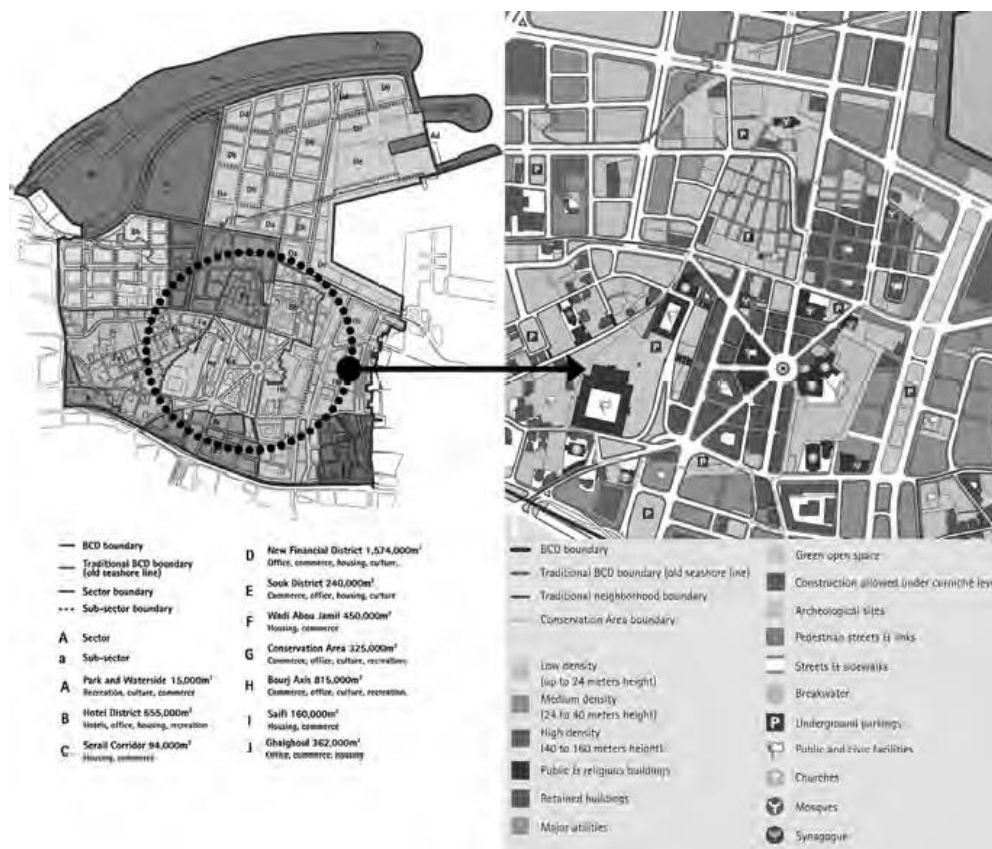 BCD boundary
Traditional BCD boundary
(old seashore line)
Sector boundary
Sub-sector boundary
A Sector
a Sub-sector
A Park and Waterside 15,000m²
Recreation, culture, commerce
B Hotel District 655,000m²
Hotels, office, housing, recreation
C Serail Corridor 94,000m²
Housing, commerce
D New Financial District 1,574,000m²
Office, commerce, housing, culture.
E Souk District 240,000m²
Commerce, office, housing, culture
F Wadi Abou Jamil 450,000m²
Housing, commerce
G Conservation Area 325,000m²
Commerce, office, culture, recreation.
H Bourj Axis 815,000m²
Commerce, office, culture, recreation.
I Saifi 160,000m²
Housing, commerce
J Ghalghoul 362,000m²
Office, commerce, housing
BCD boundary
Traditional BCD boundary (old seashore line)
Traditional neighborhood boundary
Conservation Area boundary
Low density
(up to 24 meters height)
Medium density
(24 to 40 meters height)
High density
(40 to 160 meters height)
Public & religious buildings
Retained buildings
Major utilities
Green open space
Construction allowed under corniche leve
Archeological sites
Pedestrian streets & links
Streets & sidewalks
Breakwater
P Underground parkings
Public and civic facilities
Churches
Mosques
Synagogue